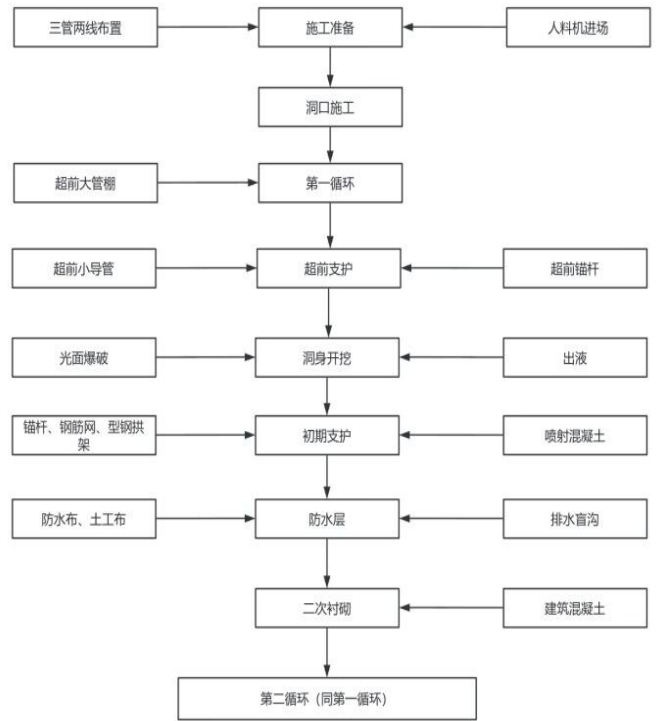 三管两线布置
施工准备
人料机进场
洞口施工
超前大管棚
第一循环
超前小导管
超前支护
超前锚杆
光面爆破
洞身开挖
出液
锚杆、钢筋网、型钢拱
架
初期支护
喷射混凝土
防水布、土工布
防水层
排水盲沟
二次衬砌
建筑混凝土
第二循环（同第一循环）